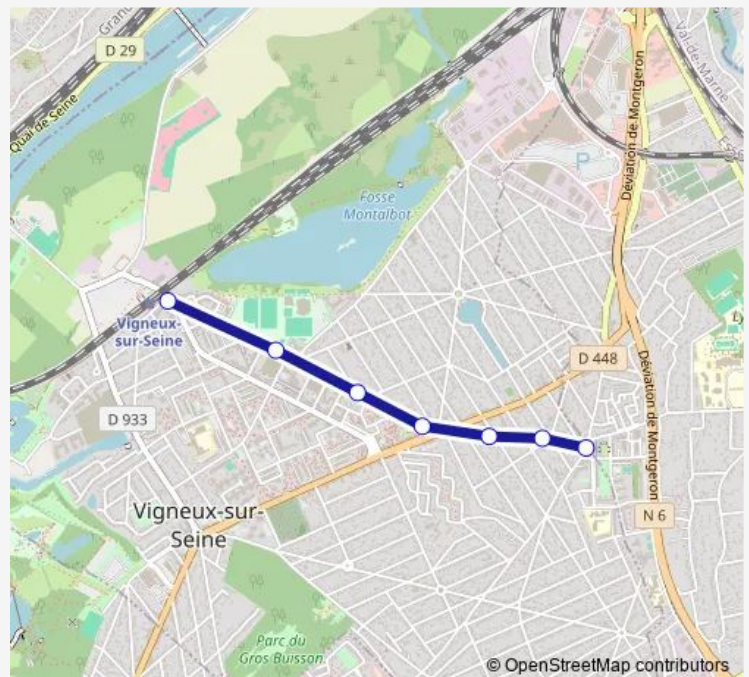 D 29
Quai de Seine
Val-de-Marne
Déviation de Montgeron
P
Fosse
Montalbot
Vigneux-
sur-Seine
D 448
D 933
Déviation de Montgeron
Vigneux-sur-
Seine
N 6
Parc du
Gros Buisson
© OpenStreetMap contributors